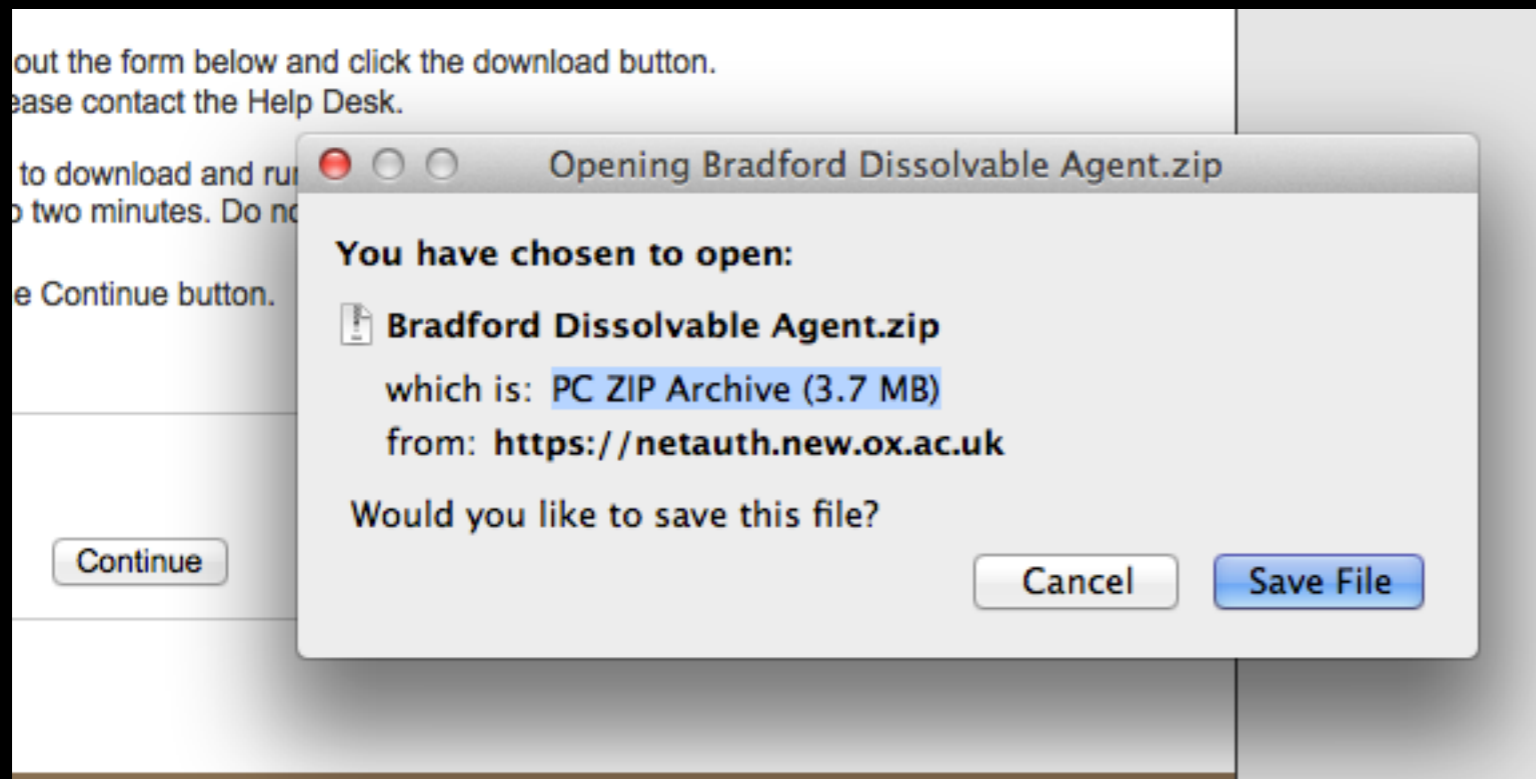 out the form below and click the download button.
ease contact the Help Desk.
to download and run
o two minutes. Do no
e Continue button.
Continue
Opening Bradford Dissolvable Agent.zip
You have chosen to open:
Bradford Dissolvable Agent.zip
which is: PC ZIP Archive (3.7 MB)
from: https://netauth.new.ox.ac.uk
Would you like to save this file?
Cancel Save File